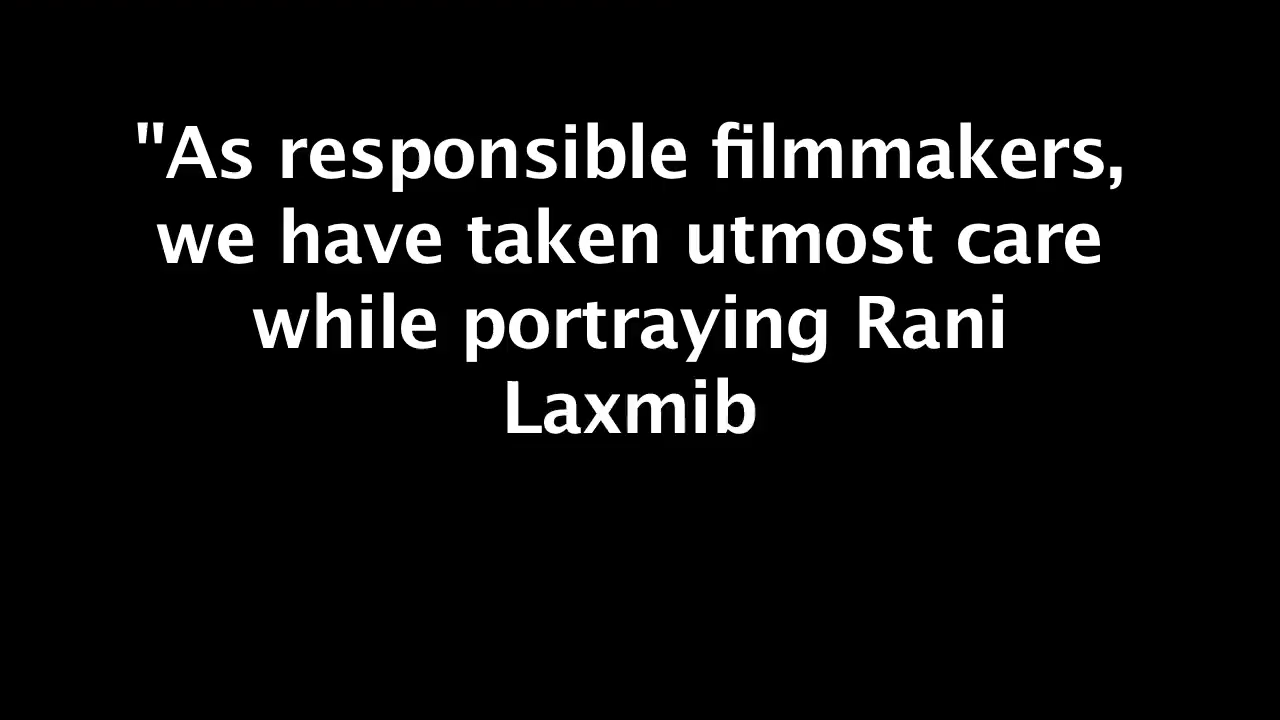 "As responsible filmmakers,
we have taken utmost care
while portraying Rani
Laxmib